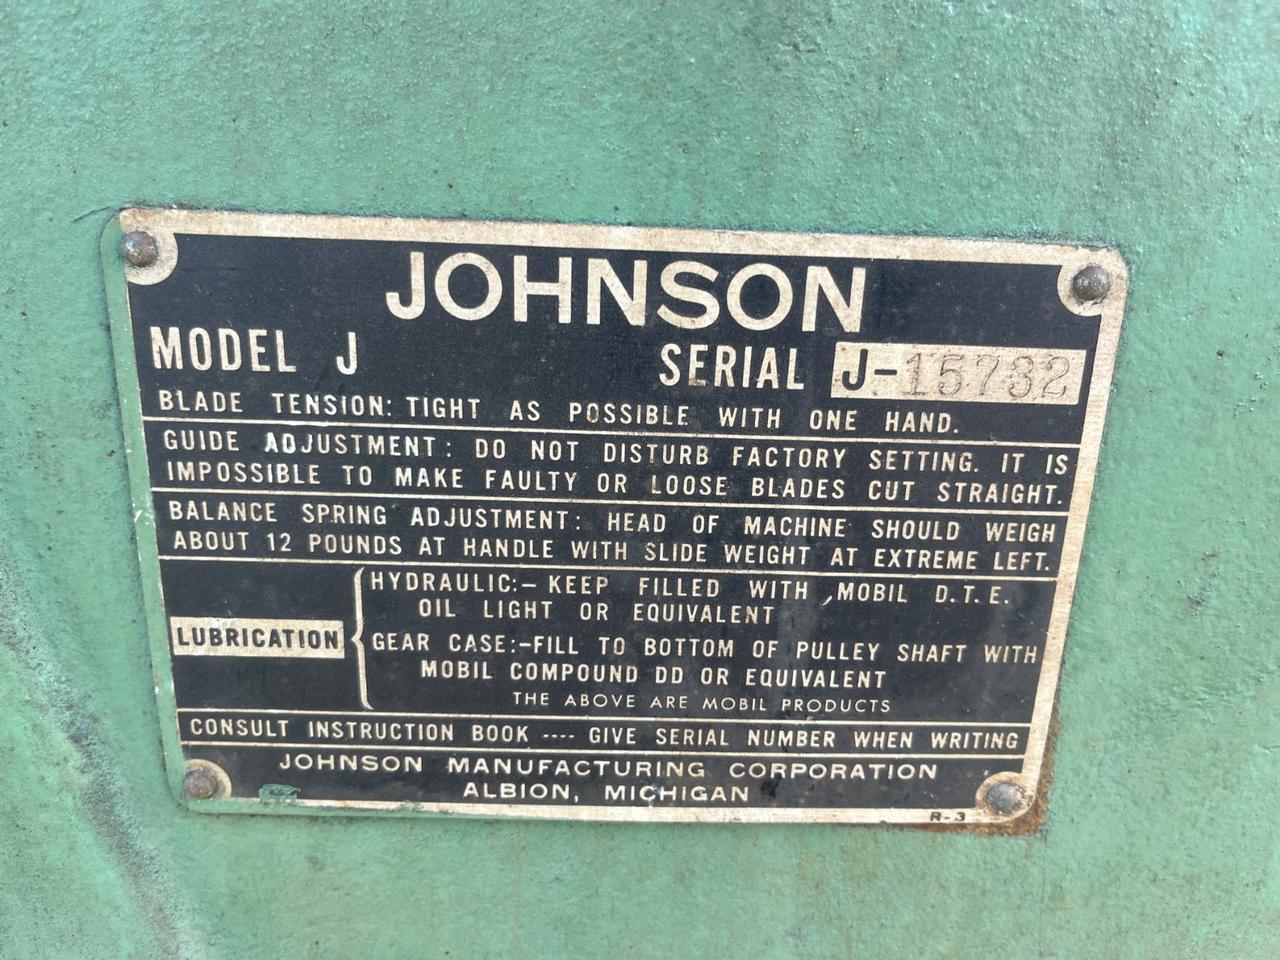 JOHNSON
MODEL J SERIAL J-15732
BLADE TENSION: TIGHT AS POSSIBLE WITH ONE HAND.
GUIDE ADJUSTMENT: DO NOT DISTURB FACTORY SETTING. IT IS
IMPOSSIBLE TO MAKE FAULTY OR LOOSE BLADES CUT STRAIGHT.
BALANCE SPRING ADJUSTMENT: HEAD OF MACHINE SHOULD WEIGH
ABOUT 12 POUNDS AT HANDLE WITH SLIDE WEIGHT AT EXTREME LEFT.
LUBRICATION
HYDRAULIC:- KEEP FILLED WITH MOBIL D.T.E.
OIL LIGHT OR EQUIVALENT
GEAR CASE:-FILL TO BOTTOM OF PULLEY SHAFT WITH
MOBIL COMPOUND DD OR EQUIVALENT
THE ABOVE ARE MOBIL PRODUCTS
CONSULT INSTRUCTION BOOK ---- GIVE SERIAL NUMBER WHEN WRITING
JOHNSON MANUFACTURING CORPORATION
ALBION, MICHIGAN
R-3